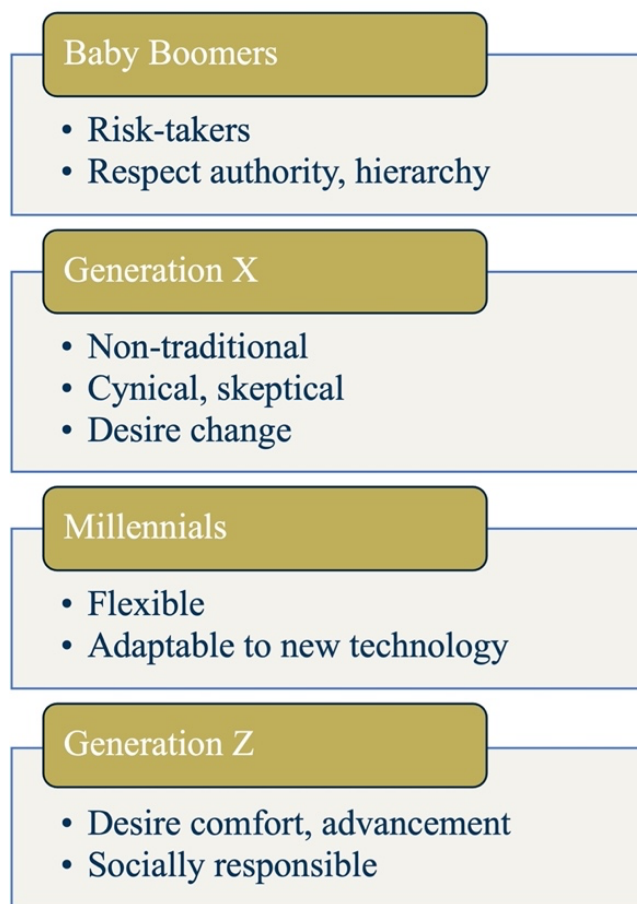 Baby Boomers
• Risk-takers
• Respect authority, hierarchy
Generation X
• Non-traditional
• Cynical, skeptical
• Desire change
Millennials
• Flexible
• Adaptable to new technology
Generation Z
• Desire comfort, advancement
• Socially responsible